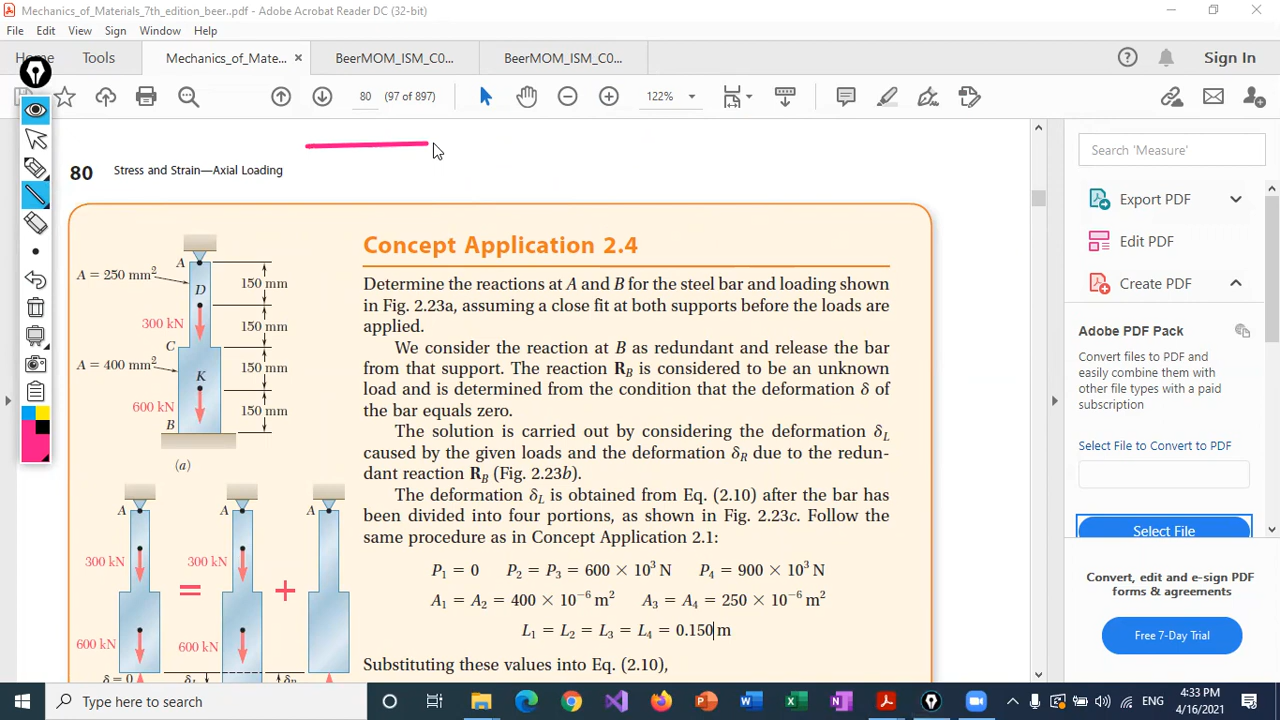 Mechanics_of_Materials_7th_edition_beer..pdf - Adobe Acrobat Reader DC (32-bit)
File Edit View Sign Window Help
Home Tools Mechanics_of_Mate... × BeerMOM_ISM_C0... BeerMOM_ISM_C0... Sign In
80 (97 of 897) 122%
80 Stress and Strain—Axial Loading
Concept Application 2.4
Determine the reactions at A and B for the steel bar and loading shown
in Fig. 2.23a, assuming a close fit at both supports before the loads are
applied.
We consider the reaction at B as redundant and release the bar
from that support. The reaction R_B is considered to be an unknown
load and is determined from the condition that the deformation δ of
the bar equals zero.
The solution is carried out by considering the deformation δ_L
caused by the given loads and the deformation δ_R due to the redun-
dant reaction R_B (Fig. 2.23b).
The deformation δ_L is obtained from Eq. (2.10) after the bar has
been divided into four portions, as shown in Fig. 2.23c. Follow the
same procedure as in Concept Application 2.1:
P₁ = 0 P₂ = P₃ = 600 × 10³ N P₄ = 900 × 10³ N
A₁ = A₂ = 400 × 10⁻⁶ m² A₃ = A₄ = 250 × 10⁻⁶ m²
L₁ = L₂ = L₃ = L₄ = 0.150 m
Substituting these values into Eq. (2.10),
A
A = 250 mm²
150 mm
D
300 kN
150 mm
C
A = 400 mm²
150 mm
K
600 kN
150 mm
B
(a)
A A A
300 kN 300 kN
= +
600 kN 600 kN
δ = 0 δ_L δ_R
Search 'Measure'
Export PDF
Edit PDF
Create PDF
Adobe PDF Pack
Convert files to PDF and
easily combine them with
other file types with a paid
subscription
Select File to Convert to PDF
Select File
Convert, edit and e-sign PDF
forms & agreements
Free 7-Day Trial
Type here to search
ENG
4:33 PM
4/16/2021